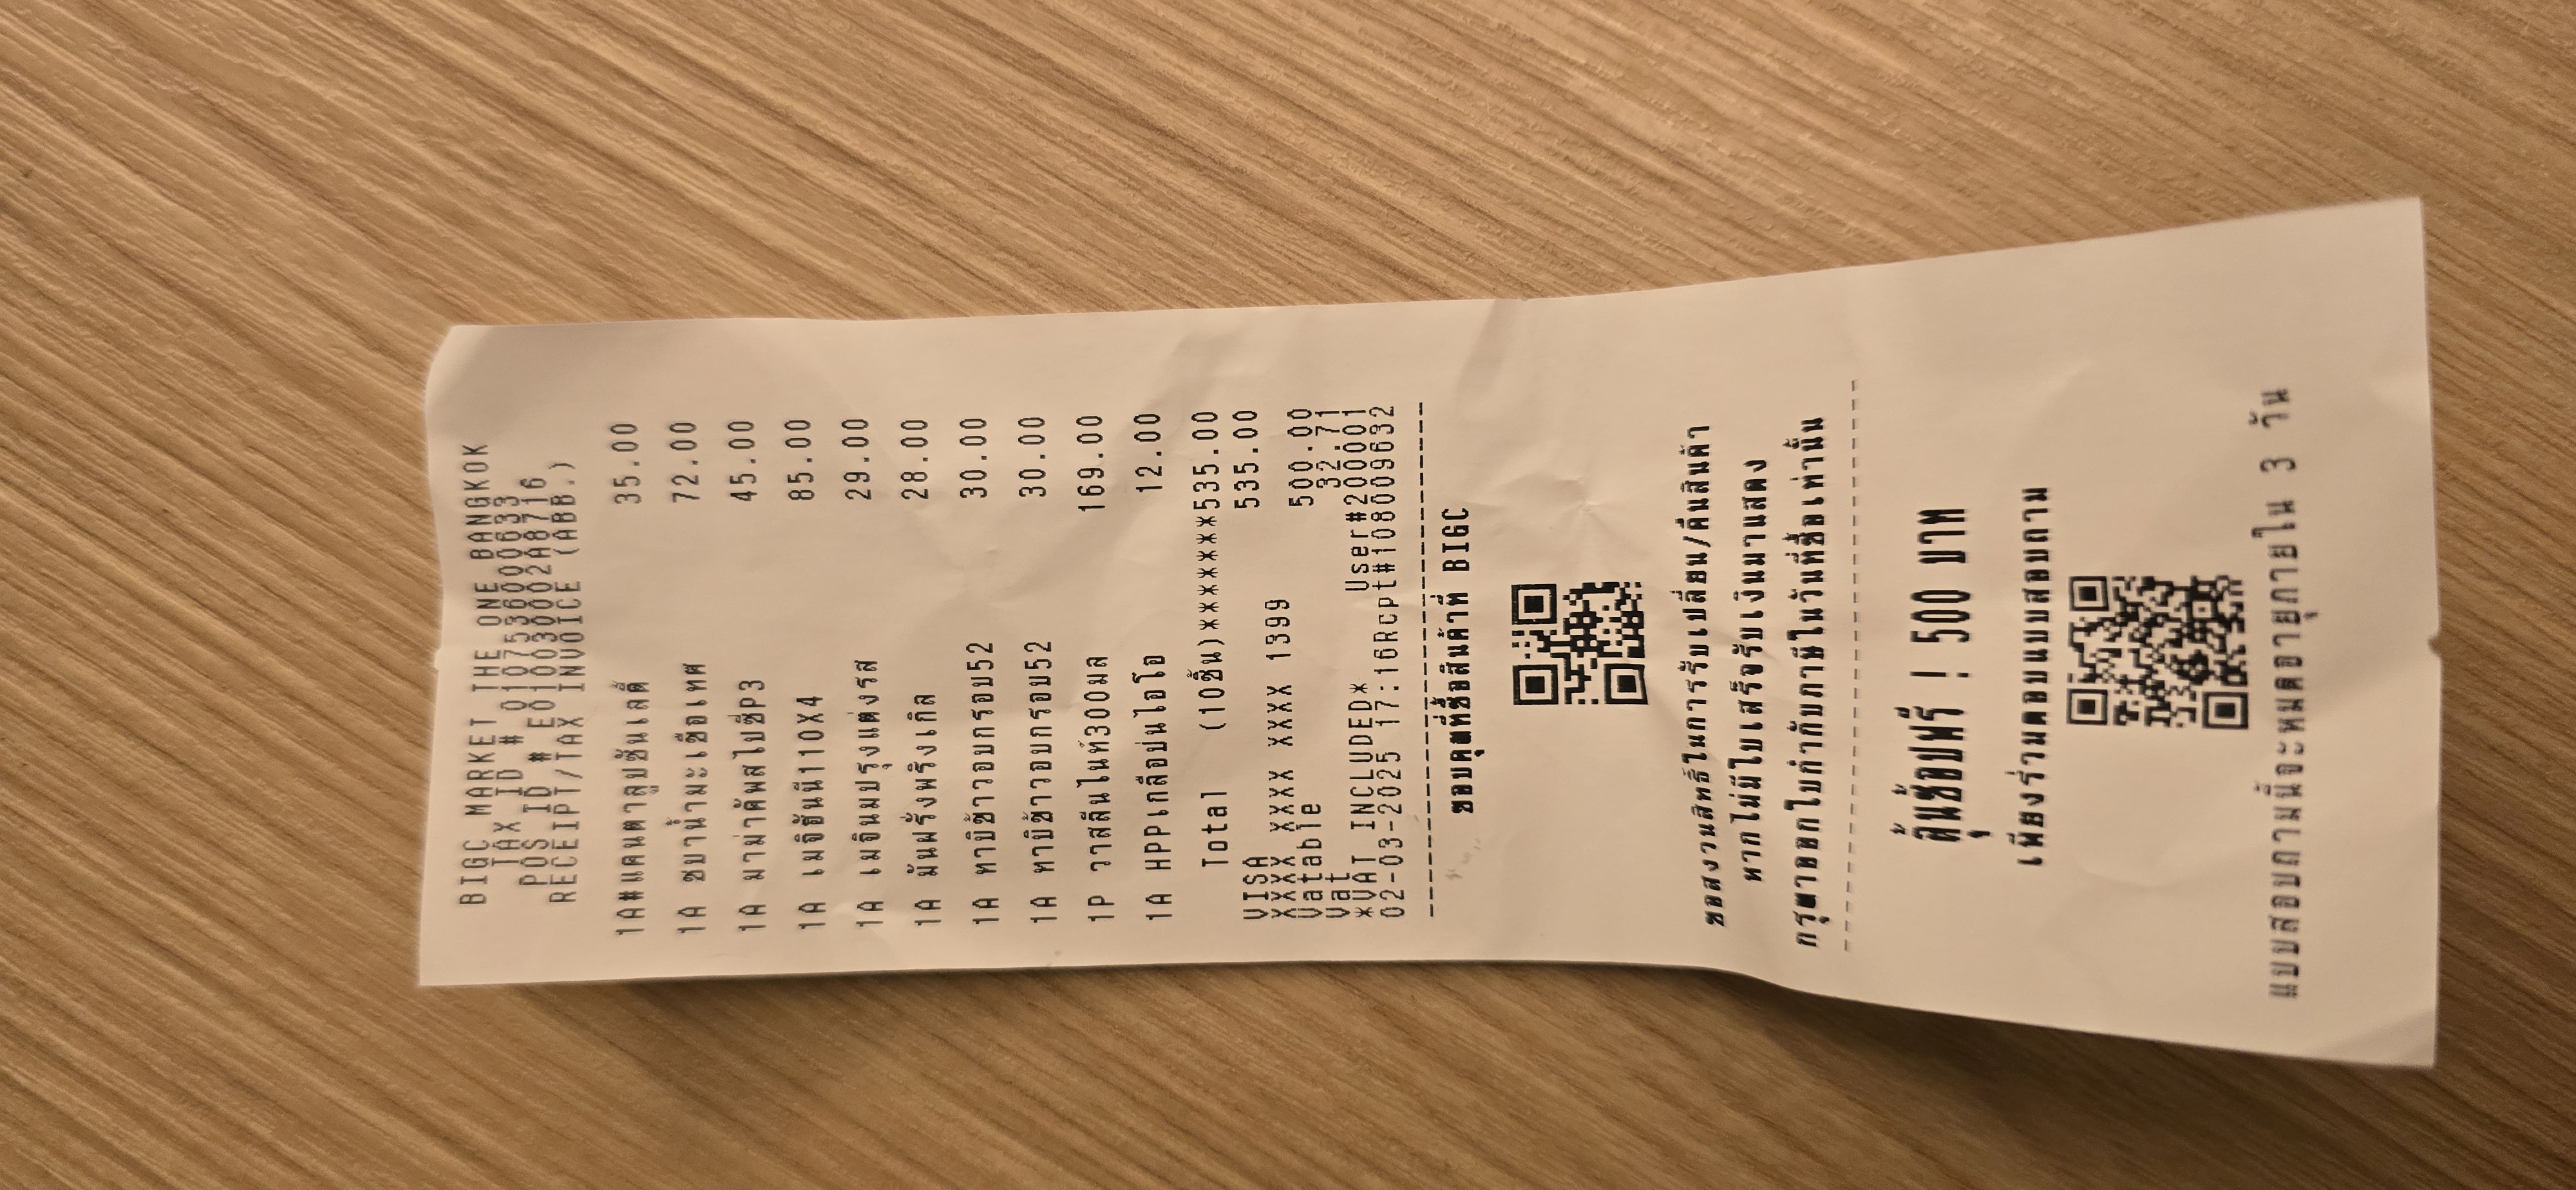 BIGC MARKET THE ONE BANGKOK
TAX ID # 0107536000633
POS ID # E010030002A8716
RECEIPT/TAX INVOICE (ABB.)
1A#แคนตาลูปซันเลดี้ 35.00
1A ชบาน้ำมะเขือเทศ 72.00
1A มาม่าคัพสไปซี่P3 45.00
1A เมจิฮันนี110X4 85.00
1A เมจินมปรุงแต่งรส 29.00
1A มันฝรั่งพริงเกิล 28.00
1A ทาบิข้าวอบกรอบ52 30.00
1A ทาบิข้าวอบกรอบ52 30.00
1P วาสลีนไนท์300มล 169.00
1A HPPเกลือป่นไอโอ 12.00
Total (10ชิ้น)*******535.00
VISA 535.00
XXXX XXXX XXXX 1399
Vatable 500.00
Vat 32.71
*VAT INCLUDED* User#200001
02-03-2025 17:16Rcpt#108009632
ขอบคุณที่ซื้อสินค้าที่ BIGC
ขอสงวนสิทธิ์ในการรับเปลี่ยน/คืนสินค้า
หากไม่มีใบเสร็จรับเงินมาแสดง
กรุณาออกใบกำกับภาษีในวันที่ซื้อเท่านั้น
ลุ้นช้อปฟรี ! 500 บาท
เพียงร่วมตอบแบบสอบถาม
แบบสอบถามนี้จะหมดอายุภายใน 3 วัน